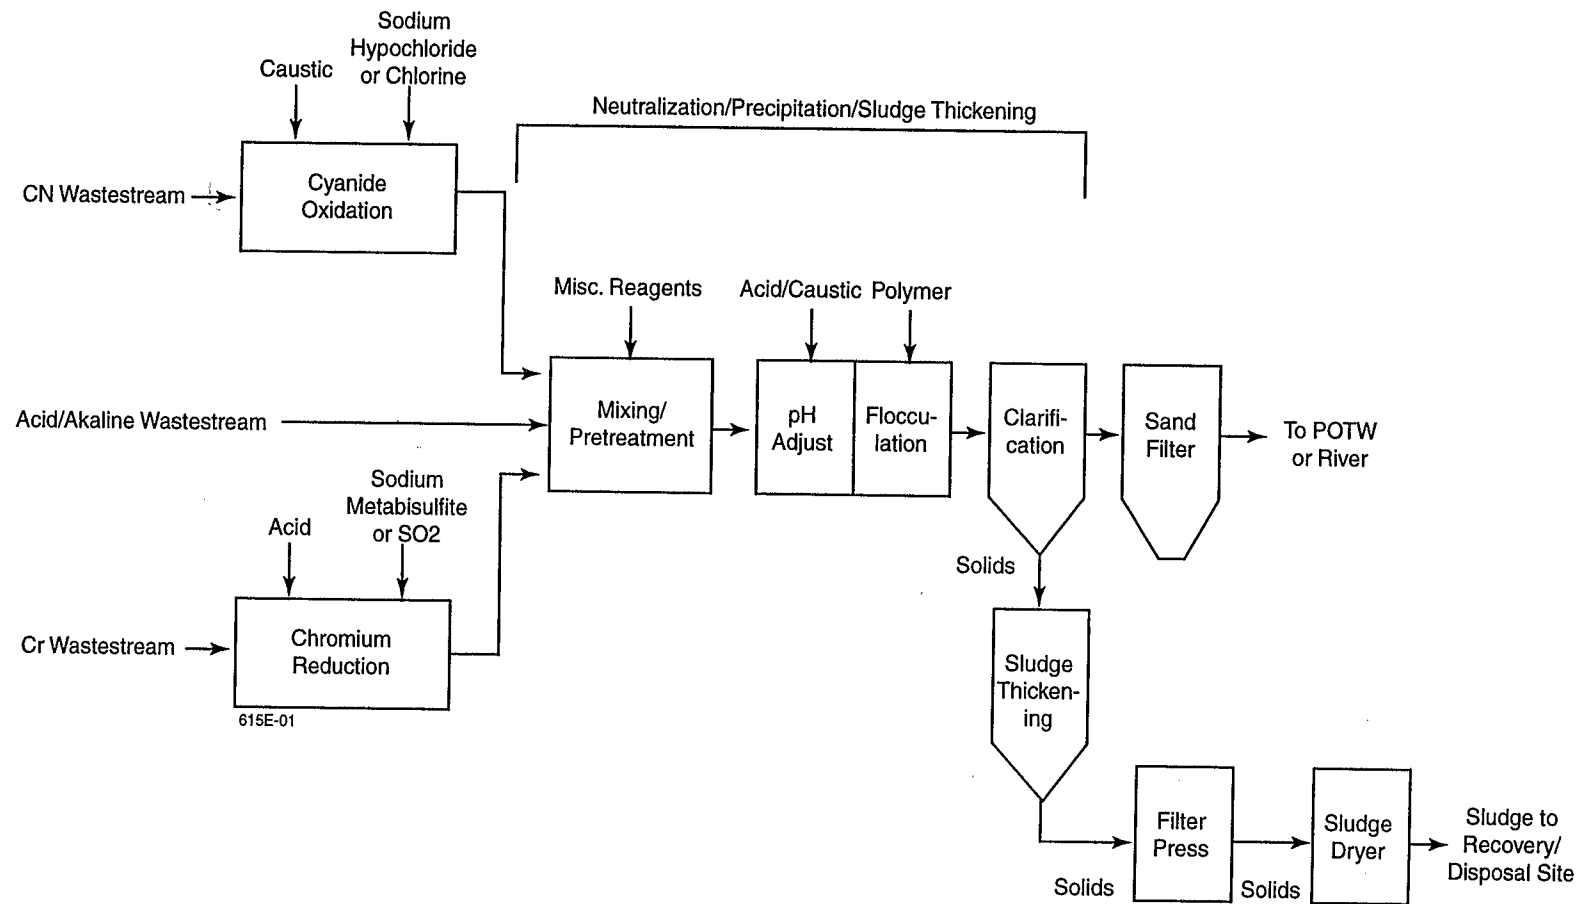 Sodium
Hypochloride
or Chlorine
Caustic
Neutralization/Precipitation/Sludge Thickening
CN Wastestream
Cyanide
Oxidation
Misc. Reagents
Acid/Caustic
Polymer
Acid/Akaline Wastestream
Mixing/
Pretreatment
pH
Adjust
Floccu-
lation
Clarifi-
cation
Sand
Filter
To POTW
or River
Sodium
Metabisulfite
or SO2
Acid
Solids
Cr Wastestream
Chromium
Reduction
615E-01
Sludge
Thicken-
ing
Filter
Press
Sludge
Dryer
Sludge to
Recovery/
Disposal Site
Solids
Solids